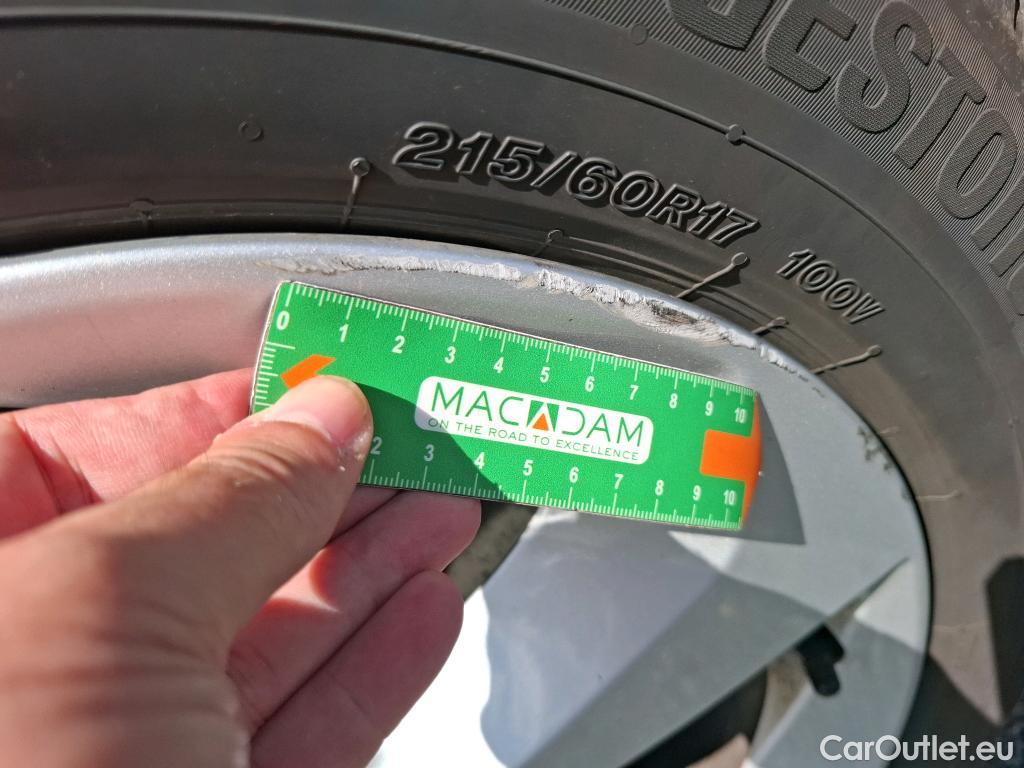 GESTON
215/60R17 100V
0 1 2 3 4 5 6 7 8 9 10
MACADAM
ON THE ROAD TO EXCELLENCE
2 3 4 5 6 7 8 9 10
CarOutlet.eu